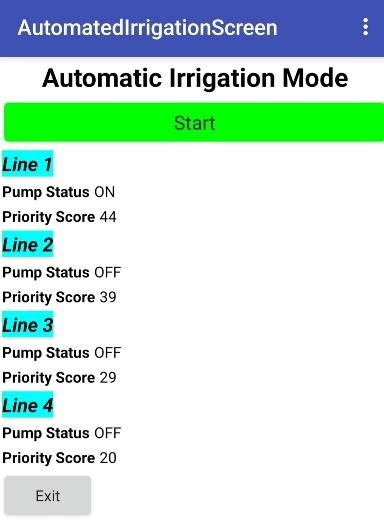 AutomatedIrrigationScreen
Automatic Irrigation Mode
Start
Line 1
Pump Status ON
Priority Score 44
Line 2
Pump Status OFF
Priority Score 39
Line 3
Pump Status OFF
Priority Score 29
Line 4
Pump Status OFF
Priority Score 20
Exit